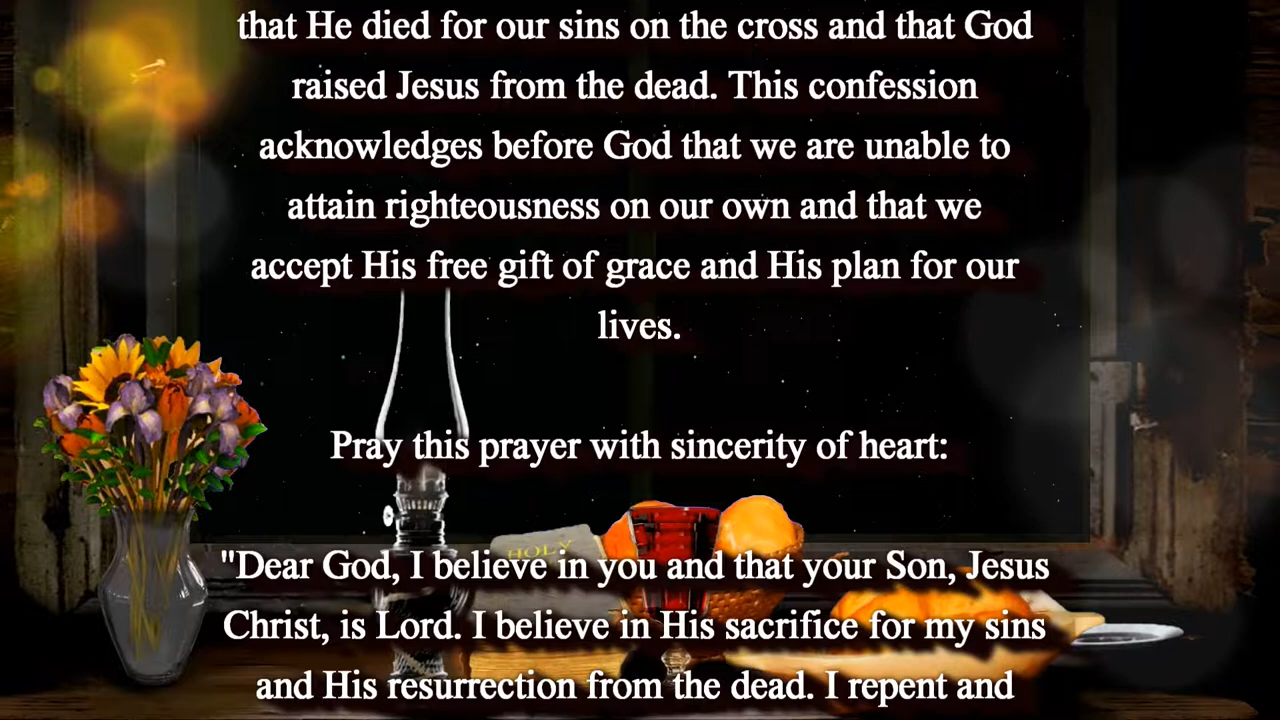 that He died for our sins on the cross and that God
raised Jesus from the dead. This confession
acknowledges before God that we are unable to
attain righteousness on our own and that we
accept His free gift of grace and His plan for our
lives.
Pray this prayer with sincerity of heart:
HOLY
"Dear God, I believe in you and that your Son, Jesus
Christ, is Lord. I believe in His sacrifice for my sins
and His resurrection from the dead. I repent and